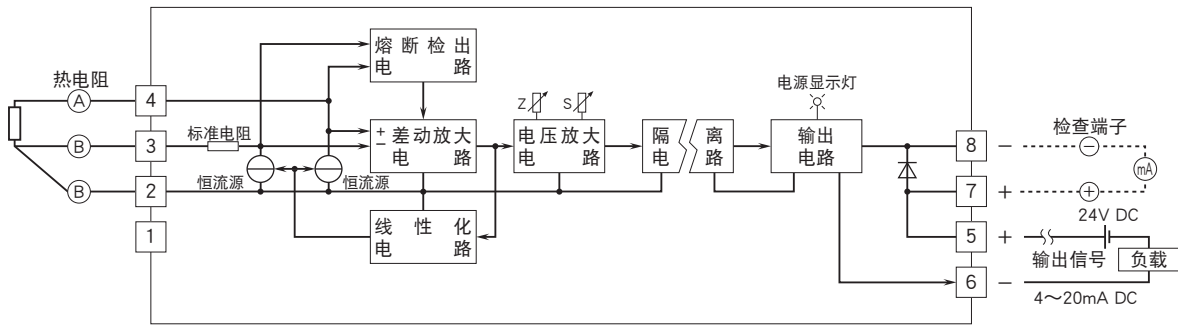 热电阻
A
B
B
4
3
2
1
标准电阻
恒流源
恒流源
熔断检出
电路
+
−
差动放大
电路
线性化
电路
Z
S
电压放大
电路
隔离
电路
电源显示灯
输出
电路
8
7
5
6
−
+
+
−
检查端子
−
+
mA
24V DC
输出信号
负载
4～20mA DC